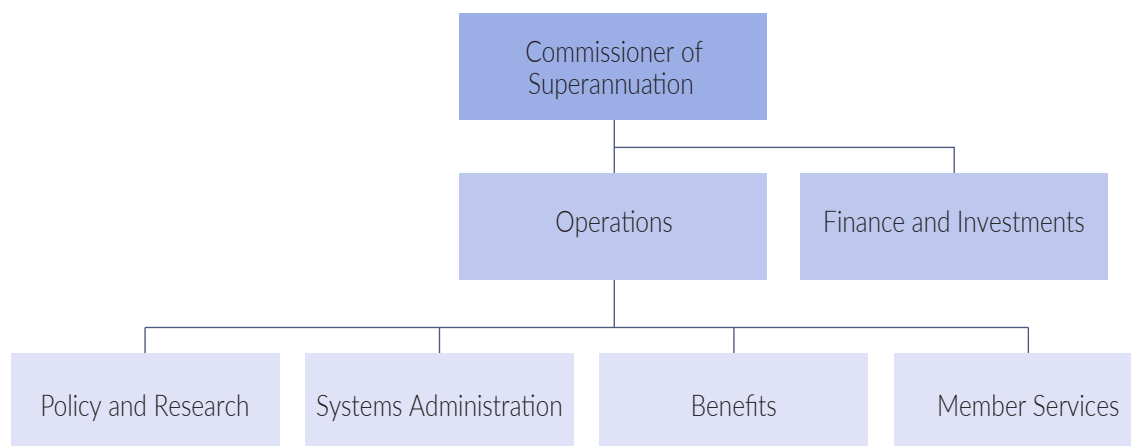 Commissioner of
Superannuation
Operations
Finance and Investments
Policy and Research
Systems Administration
Benefits
Member Services